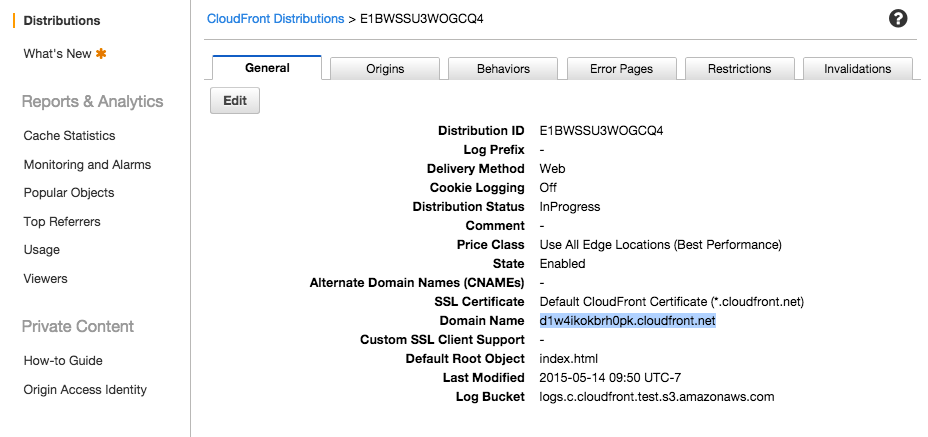 Distributions
What's New
Reports & Analytics
Cache Statistics
Monitoring and Alarms
Popular Objects
Top Referrers
Usage
Viewers
Private Content
How-to Guide
Origin Access Identity
CloudFront Distributions > E1BWSSU3WOGCQ4
?
General Origins Behaviors Error Pages Restrictions Invalidations
Edit
Distribution ID E1BWSSU3WOGCQ4
Log Prefix -
Delivery Method Web
Cookie Logging Off
Distribution Status InProgress
Comment -
Price Class Use All Edge Locations (Best Performance)
State Enabled
Alternate Domain Names (CNAMEs) -
SSL Certificate Default CloudFront Certificate (*.cloudfront.net)
Domain Name d1w4ikokbrh0pk.cloudfront.net
Custom SSL Client Support -
Default Root Object index.html
Last Modified 2015-05-14 09:50 UTC-7
Log Bucket logs.c.cloudfront.test.s3.amazonaws.com